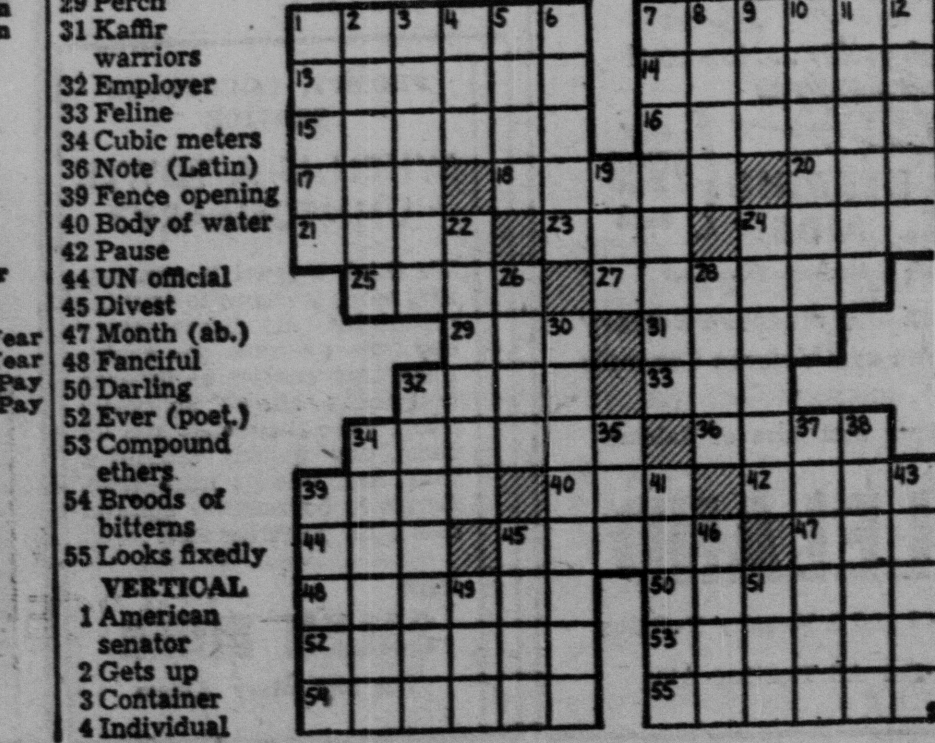 29 Perch
31 Kaffir
warriors
32 Employer
33 Feline
34 Cubic meters
36 Note (Latin)
39 Fence opening
40 Body of water
42 Pause
44 UN official
45 Divest
47 Month (ab.)
48 Fanciful
50 Darling
52 Ever (poet.)
53 Compound
ethers
54 Broods of
bitterns
55 Looks fixedly
VERTICAL
1 American
senator
2 Gets up
3 Container
4 Individual
Year
Year
Pay
Pay
1 2 3 4 5 6 7 8 9 10 11 12
13 14
15 16
17 18 19 20
21 22 23 24
25 26 27 28
29 30 31
32 33
34 35 36 37 38
39 40 41 42 43
44 45 46 47
48 49 50 51
52 53
54 55